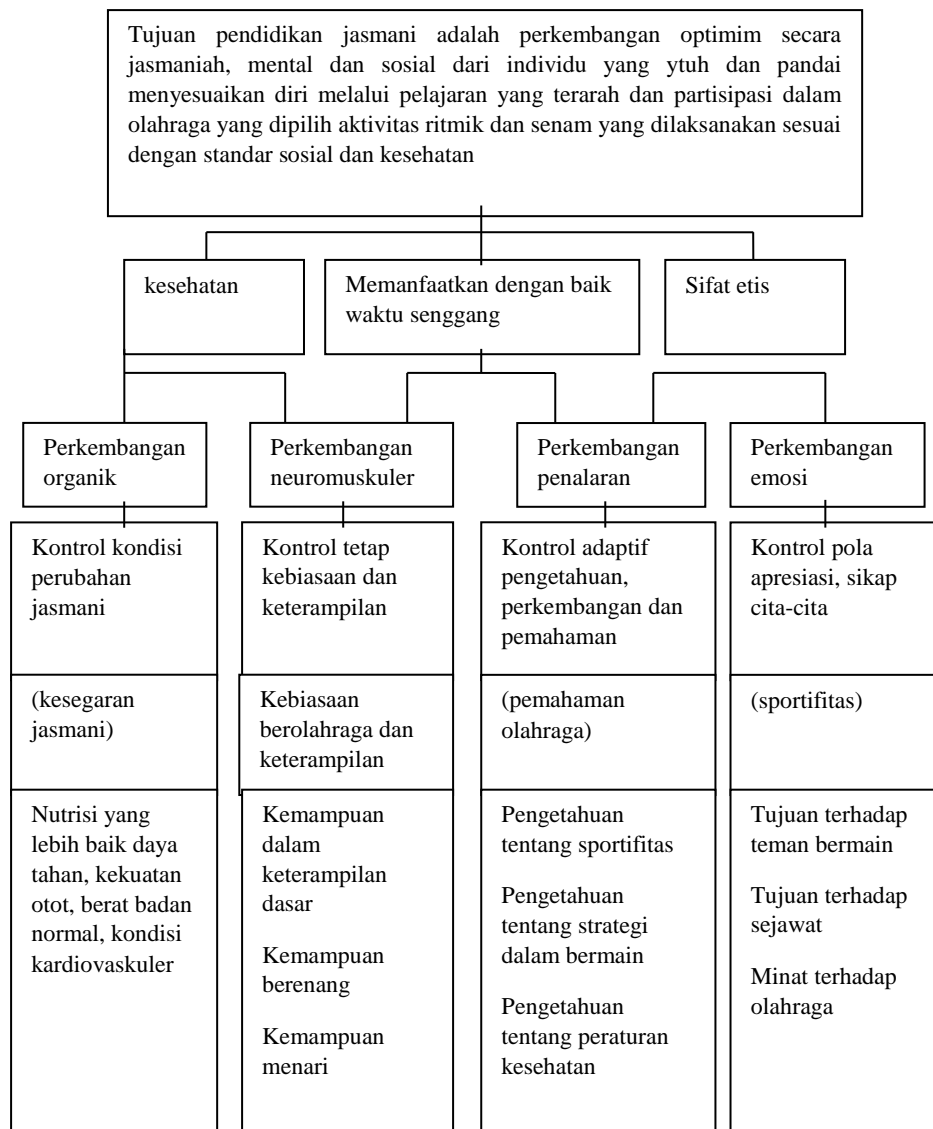 Tujuan pendidikan jasmani adalah perkembangan optimim secara
jasmaniah, mental dan sosial dari individu yang ytuh dan pandai
menyesuaikan diri melalui pelajaran yang terarah dan partisipasi dalam
olahraga yang dipilih aktivitas ritmik dan senam yang dilaksanakan sesuai
dengan standar sosial dan kesehatan
kesehatan
Memanfaatkan dengan baik
waktu senggang
Sifat etis
Perkembangan
organik
Perkembangan
neuromuskuler
Perkembangan
penalaran
Perkembangan
emosi
Kontrol kondisi
perubahan
jasmani
Kontrol tetap
kebiasaan dan
keterampilan
Kontrol adaptif
pengetahuan,
perkembangan dan
pemahaman
Kontrol pola
apresiasi, sikap
cita-cita
(kesegaran
jasmani)
Kebiasaan
berolahraga dan
keterampilan
(pemahaman
olahraga)
(sportifitas)
Nutrisi yang
lebih baik daya
tahan, kekuatan
otot, berat badan
normal, kondisi
kardiovaskuler
Kemampuan
dalam
keterampilan
dasar
Kemampuan
berenang
Kemampuan
menari
Pengetahuan
tentang sportifitas
Pengetahuan
tentang strategi
dalam bermain
Pengetahuan
tentang peraturan
kesehatan
Tujuan terhadap
teman bermain
Tujuan terhadap
sejawat
Minat terhadap
olahraga